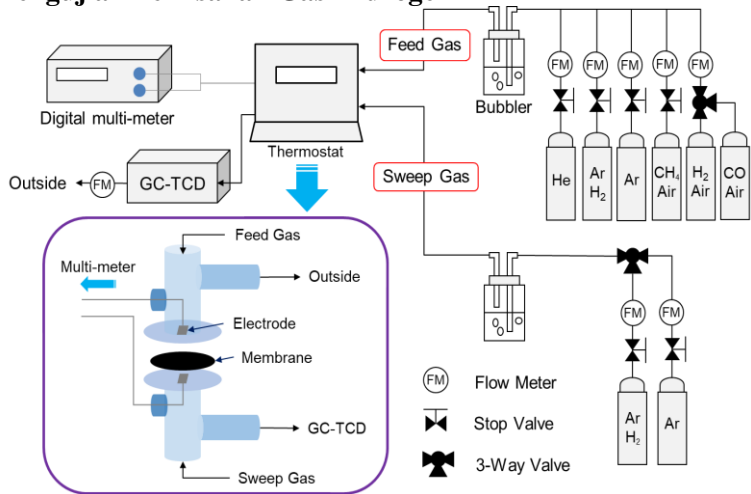 Feed Gas
FM
FM
FM
FM
FM
Bubbler
Digital multi-meter
Thermostat
Outside
FM
GC-TCD
Sweep Gas
He
Ar
H₂
Ar
CH₄
Air
H₂
Air
CO
Air
Feed Gas
Multi-meter
Outside
Electrode
Membrane
GC-TCD
Sweep Gas
FM
FM
FM
Flow Meter
Stop Valve
3-Way Valve
Ar
H₂
Ar